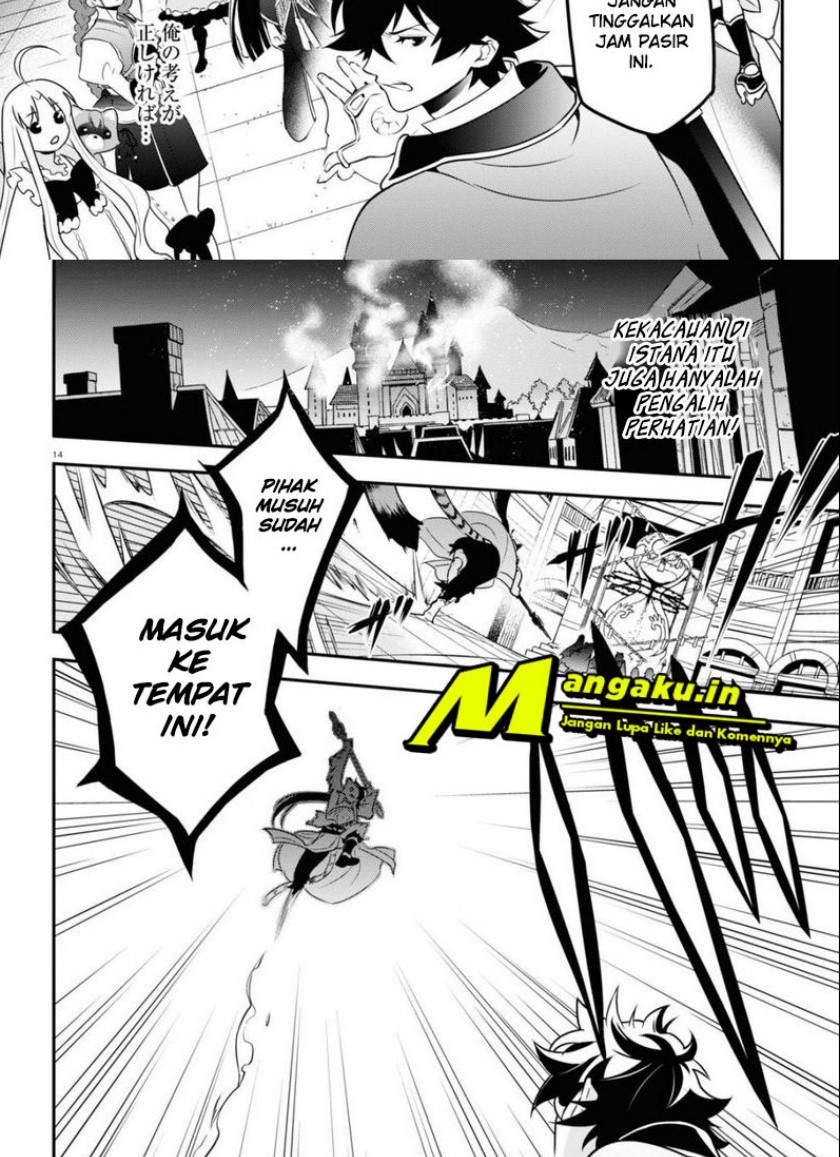 JANGAN
TINGGALKAN
JAM PASIR
INI.
俺の考えが
正しければ…
KEKACAUAN DI
ISTANA ITU
JUGA HANYALAH
PENGALIH
PERHATIAN!
14
PIHAK
MUSUH
SUDAH
...
MASUK
KE
TEMPAT
INI!
Mangaku.in
Jangan Lupa Like dan Komennya